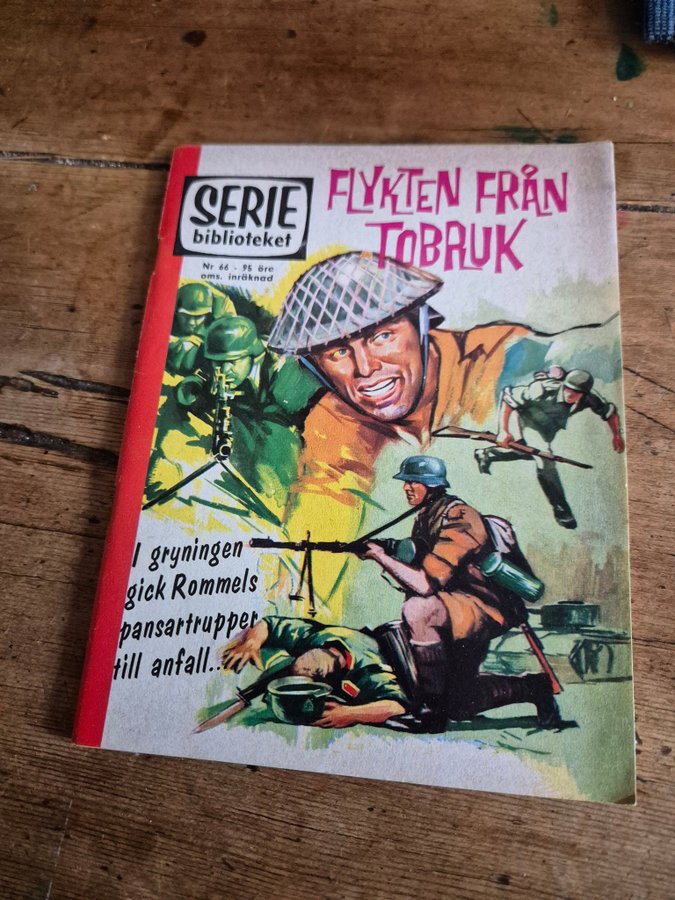 SERIE
biblioteket
Nr 66 - 95 öre
oms. inräknad
FLYKTEN FRÅN
TOBRUK
I gryningen
gick Rommels
pansartrupper
till anfall...